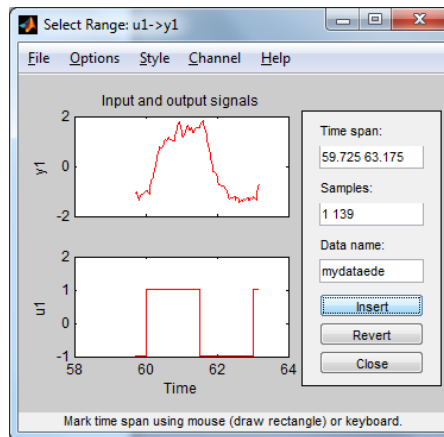 Select Range: u1->y1
File Options Style Channel Help
Input and output signals
2
0
-2
y1
2
1
0
-1
u1
58 60 62 64
Time
Time span:
59.725 63.175
Samples:
1 139
Data name:
mydataede
Insert
Revert
Close
Mark time span using mouse (draw rectangle) or keyboard.